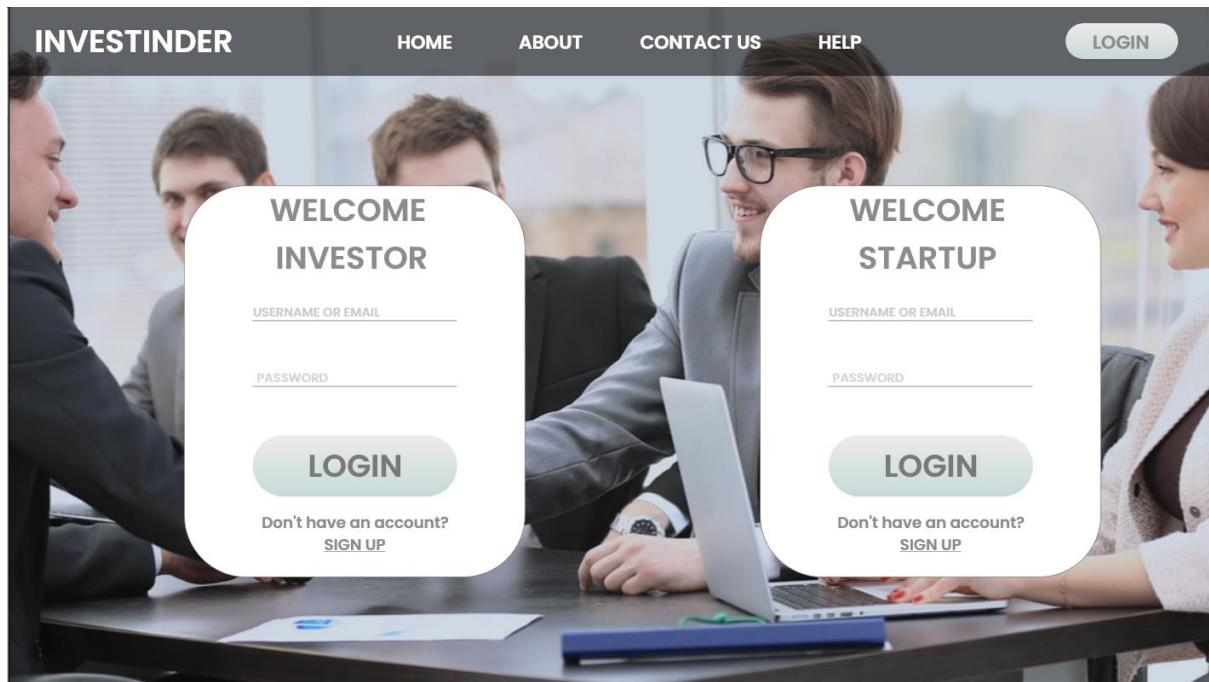 INVESTINDER
HOME
ABOUT
CONTACT US
HELP
LOGIN
WELCOME
INVESTOR
USERNAME OR EMAIL
PASSWORD
LOGIN
Don't have an account?
SIGN UP
WELCOME
STARTUP
USERNAME OR EMAIL
PASSWORD
LOGIN
Don't have an account?
SIGN UP